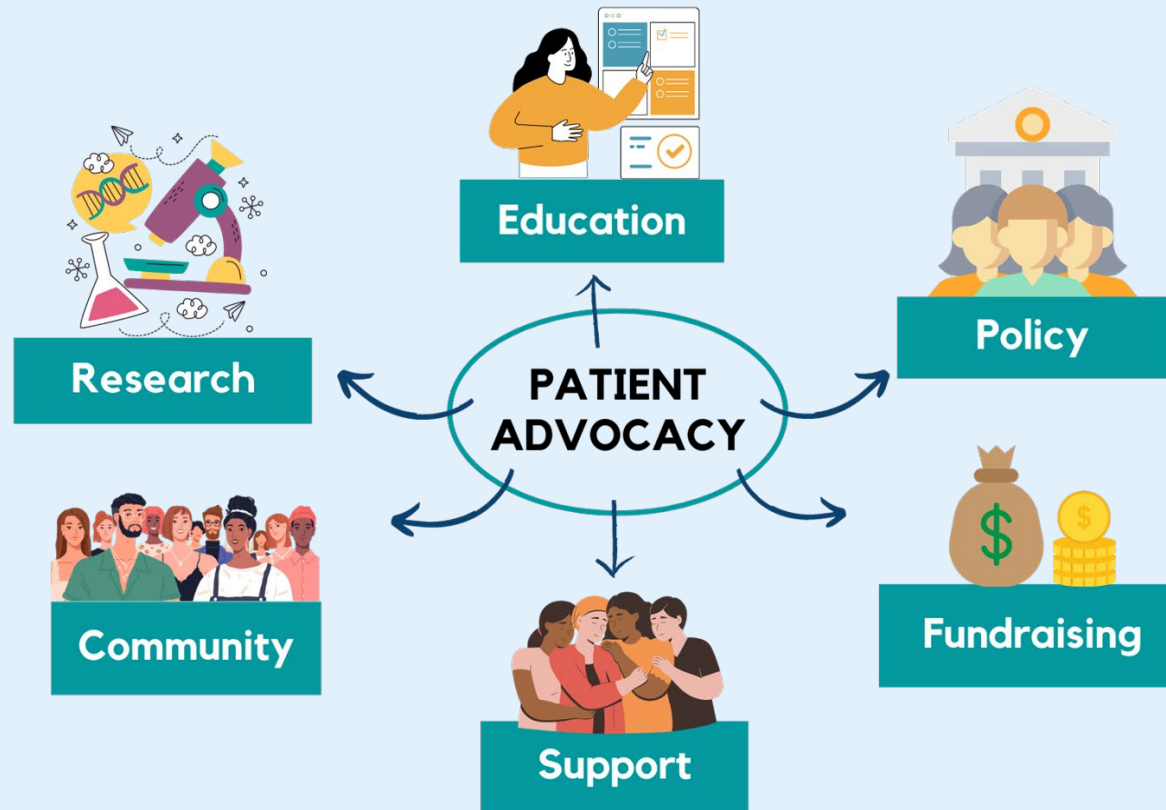 Education
Policy
Research
PATIENT
ADVOCACY
$
$
Community
Fundraising
Support